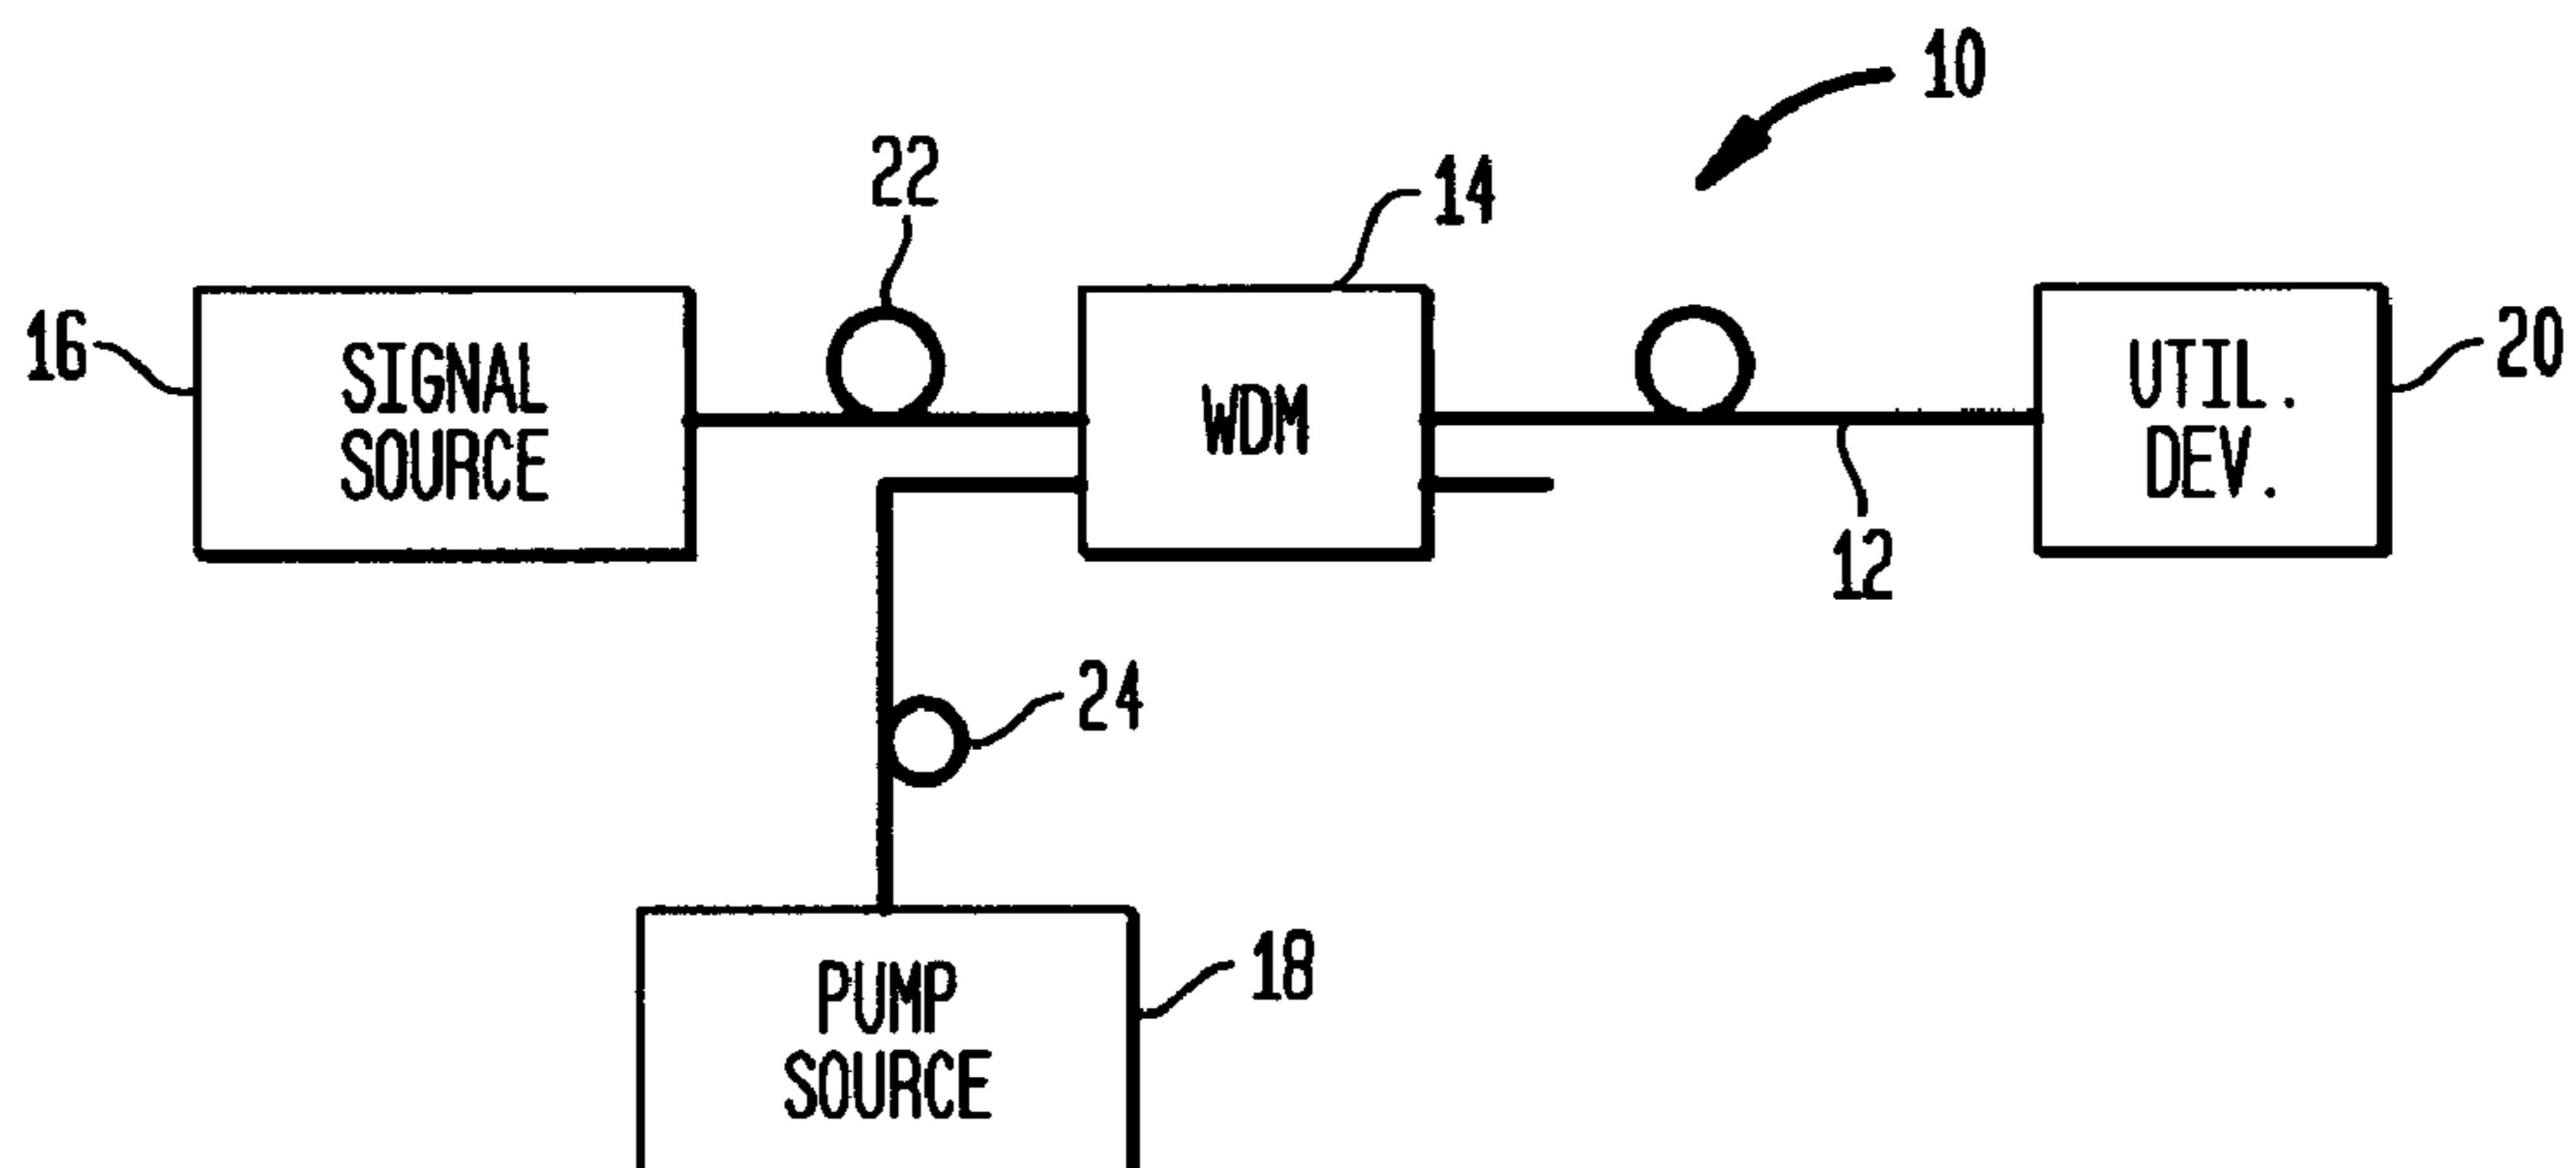 10
22
14
16
SIGNAL
SOURCE
WDM
UTIL.
DEV.
20
12
24
PUMP
SOURCE
18